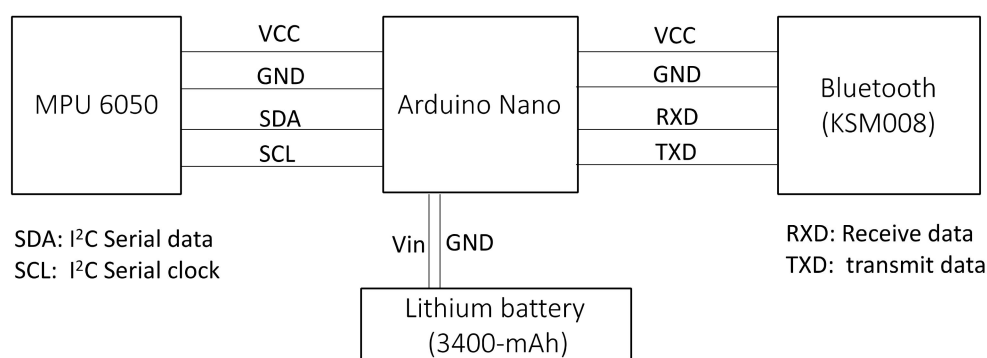 MPU 6050
VCC
GND
SDA
SCL
Arduino Nano
VCC
GND
RXD
TXD
Bluetooth
(KSM008)
SDA: I²C Serial data
SCL: I²C Serial clock
Vin
GND
RXD: Receive data
TXD: transmit data
Lithium battery
(3400-mAh)